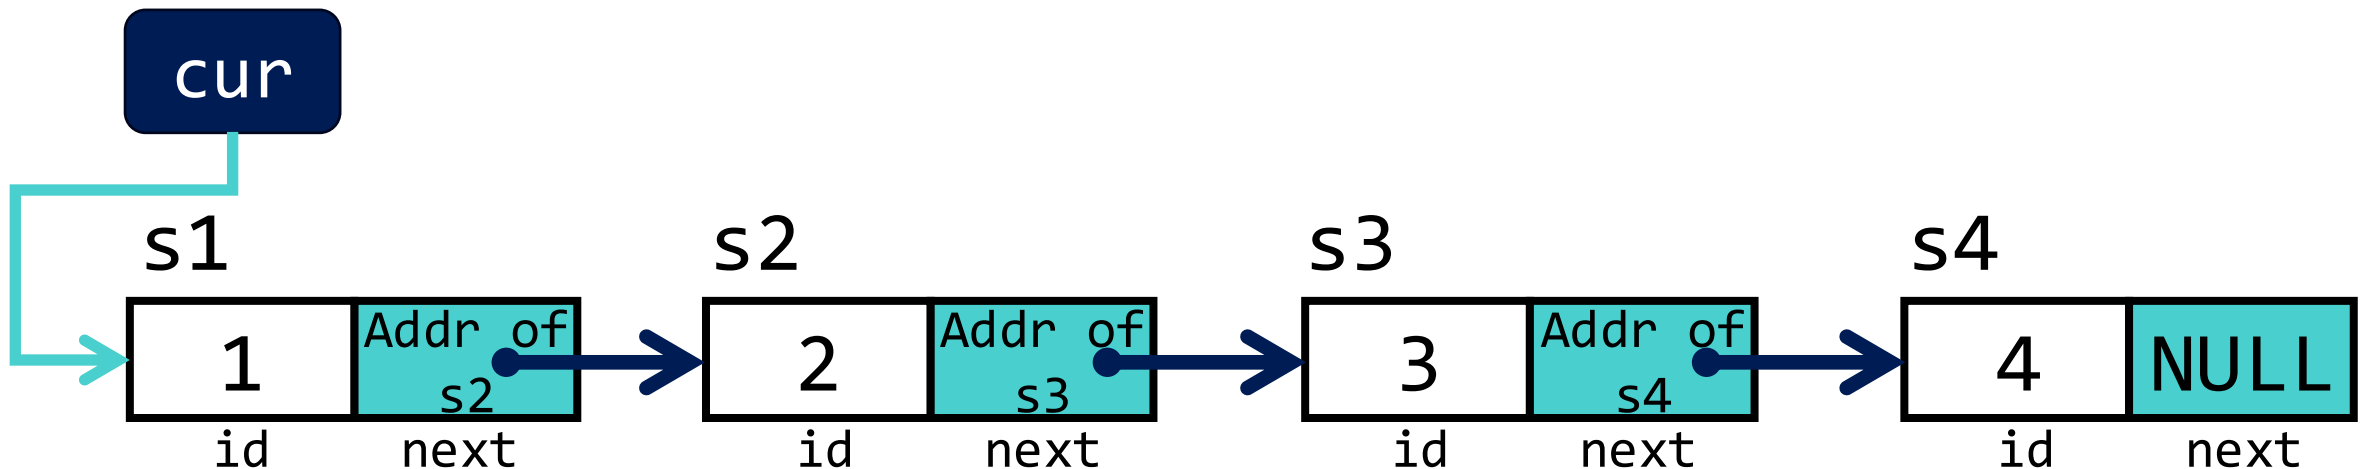 cur
s1
s2
s3
s4
1
Addr of
s2
2
Addr of
s3
3
Addr of
s4
4
NULL
id
next
id
next
id
next
id
next